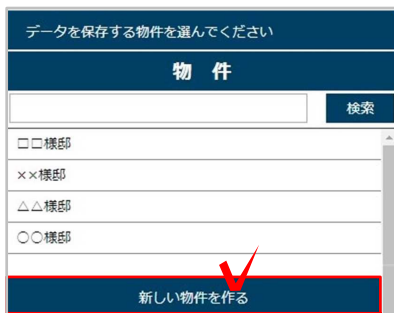 データを保存する物件を選んでください
物 件
検索
□□様邸
××様邸
△△様邸
○○様邸
新しい物件を作る